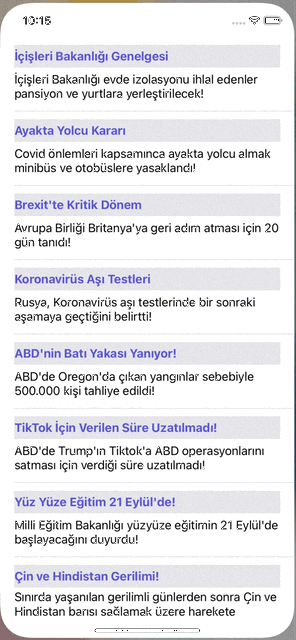 10:15
İçişleri Bakanlığı Genelgesi
İçişleri Bakanlığı evde izolasyonu ihlal edenler
pansiyon ve yurtlara yerleştirilecek!
Ayakta Yolcu Kararı
Covid önlemleri kapsamınca ayakta yolcu almak
minibüs ve otobüslere yasaklandı!
Brexit'te Kritik Dönem
Avrupa Birliği Britanya'ya geri adım atması için 20
gün tanıdı!
Koronavirüs Aşı Testleri
Rusya, Koronavirüs aşı testlerinde bir sonraki
aşamaya geçtiğini belirtti!
ABD'nin Batı Yakası Yanıyor!
ABD'de Oregon'da çıkan yangınlar sebebiyle
500.000 kişi tahliye edildi!
TikTok İçin Verilen Süre Uzatılmadı!
ABD'de Trump'ın Tiktok'a ABD operasyonlarını
satması için verdiği süre uzatılmadı!
Yüz Yüze Eğitim 21 Eylül'de!
Milli Eğitim Bakanlığı yüzyüze eğitimin 21 Eylül'de
başlayacağını duyurdu!
Çin ve Hindistan Gerilimi!
Sınırda yaşanılan gerilimli günlerden sonra Çin ve
Hindistan barışı sağlamak üzere harekete